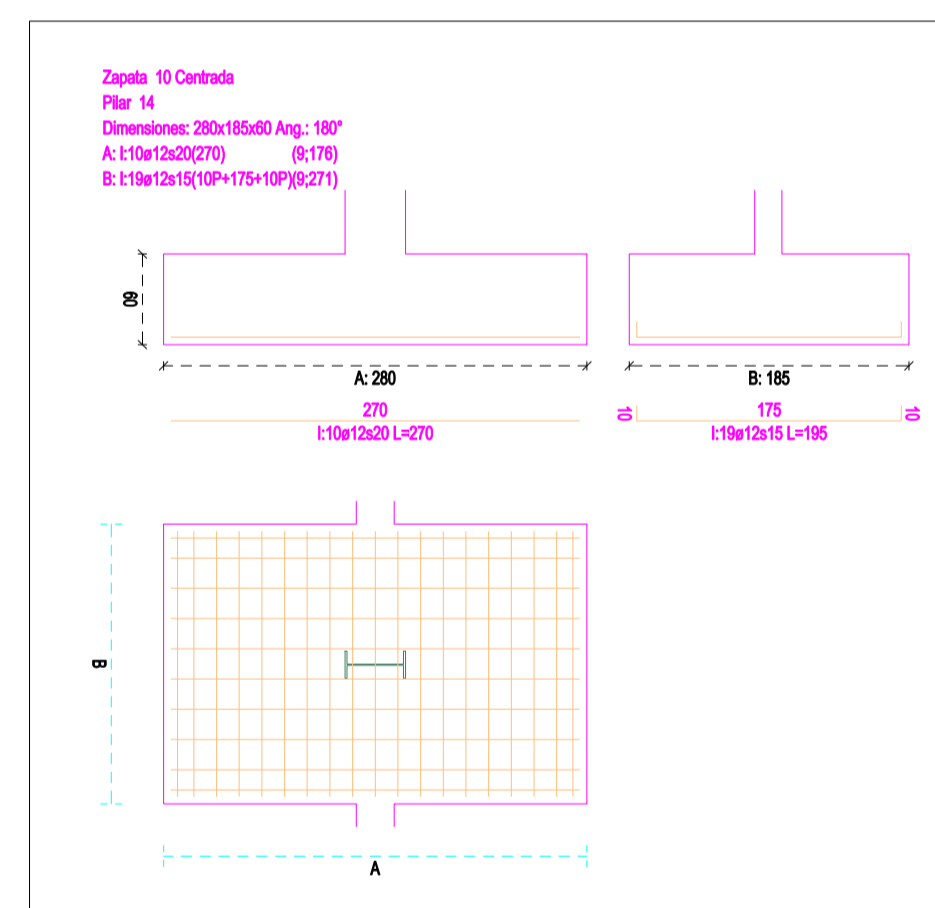 Zapata 10 Centrada
Pilar 14
Dimensiones: 280x185x60 Ang.: 180°
A: I:10ø12s20(270) (9;176)
B: I:19ø12s15(10P+175+10P)(9;271)
60
A: 280
B: 185
270
I:10ø12s20 L=270
10
175
10
I:19ø12s15 L=195
B
A